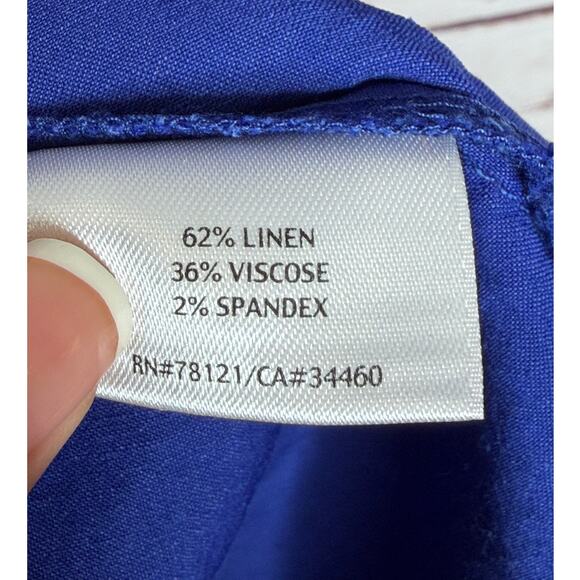 62% LINEN
36% VISCOSE
2% SPANDEX
RN#78121/CA#34460